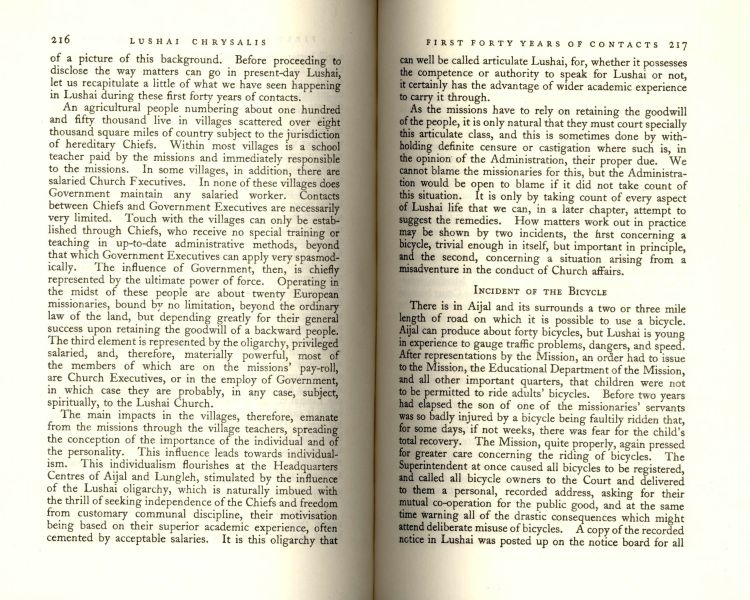 216 LUSHAI CHRYSALIS
of a picture of this background. Before proceeding to
disclose the way matters can go in present-day Lushai,
let us recapitulate a little of what we have seen happening
in Lushai during these first forty years of contacts.
An agricultural people numbering about one hundred
and fifty thousand live in villages scattered over eight
thousand square miles of country subject to the jurisdiction
of hereditary Chiefs. Within most villages is a school
teacher paid by the missions and immediately responsible
to the missions. In some villages, in addition, there are
salaried Church Executives. In none of these villages does
Government maintain any salaried worker. Contacts
between Chiefs and Government Executives are necessarily
very limited. Touch with the villages can only be estab-
lished through Chiefs, who receive no special training or
teaching in up-to-date administrative methods, beyond
that which Government Executives can apply very spasmod-
ically. The influence of Government, then, is chiefly
represented by the ultimate power of force. Operating in
the midst of these people are about twenty European
missionaries, bound by no limitation, beyond the ordinary
law of the land, but depending greatly for their general
success upon retaining the goodwill of a backward people.
The third element is represented by the oligarchy, privileged
salaried, and, therefore, materially powerful, most of
the members of which are on the missions' pay-roll,
are Church Executives, or in the employ of Government,
in which case they are probably, in any case, subject,
spiritually, to the Lushai Church.
The main impacts in the villages, therefore, emanate
from the missions through the village teachers, spreading
the conception of the importance of the individual and of
the personality. This influence leads towards individual-
ism. This individualism flourishes at the Headquarters
Centres of Aijal and Lungleh, stimulated by the influence
of the Lushai oligarchy, which is naturally imbued with
the thrill of seeking independence of the Chiefs and freedom
from customary communal discipline, their motivisation
being based on their superior academic experience, often
cemented by acceptable salaries. It is this oligarchy that
FIRST FORTY YEARS OF CONTACTS 217
can well be called articulate Lushai, for, whether it possesses
the competence or authority to speak for Lushai or not,
it certainly has the advantage of wider academic experience
to carry it through.
As the missions have to rely on retaining the goodwill
of the people, it is only natural that they must court specially
this articulate class, and this is sometimes done by with-
holding definite censure or castigation where such is, in
the opinion of the Administration, their proper due. We
cannot blame the missionaries for this, but the Administra-
tion would be open to blame if it did not take count of
this situation. It is only by taking count of every aspect
of Lushai life that we can, in a later chapter, attempt to
suggest the remedies. How matters work out in practice
may be shown by two incidents, the first concerning a
bicycle, trivial enough in itself, but important in principle,
and the second, concerning a situation arising from a
misadventure in the conduct of Church affairs.
INCIDENT OF THE BICYCLE
There is in Aijal and its surrounds a two or three mile
length of road on which it is possible to use a bicycle.
Aijal can produce about forty bicycles, but Lushai is young
in experience to gauge traffic problems, dangers, and speed.
After representations by the Mission, an order had to issue
to the Mission, the Educational Department of the Mission,
and all other important quarters, that children were not
to be permitted to ride adults' bicycles. Before two years
had elapsed the son of one of the missionaries' servants
was so badly injured by a bicycle being faultily ridden that,
for some days, if not weeks, there was fear for the child's
total recovery. The Mission, quite properly, again pressed
for greater care concerning the riding of bicycles. The
Superintendent at once caused all bicycles to be registered,
and called all bicycle owners to the Court and delivered
to them a personal, recorded address, asking for their
mutual co-operation for the public good, and at the same
time warning all of the drastic consequences which might
attend deliberate misuse of bicycles. A copy of the recorded
notice in Lushai was posted up on the notice board for all